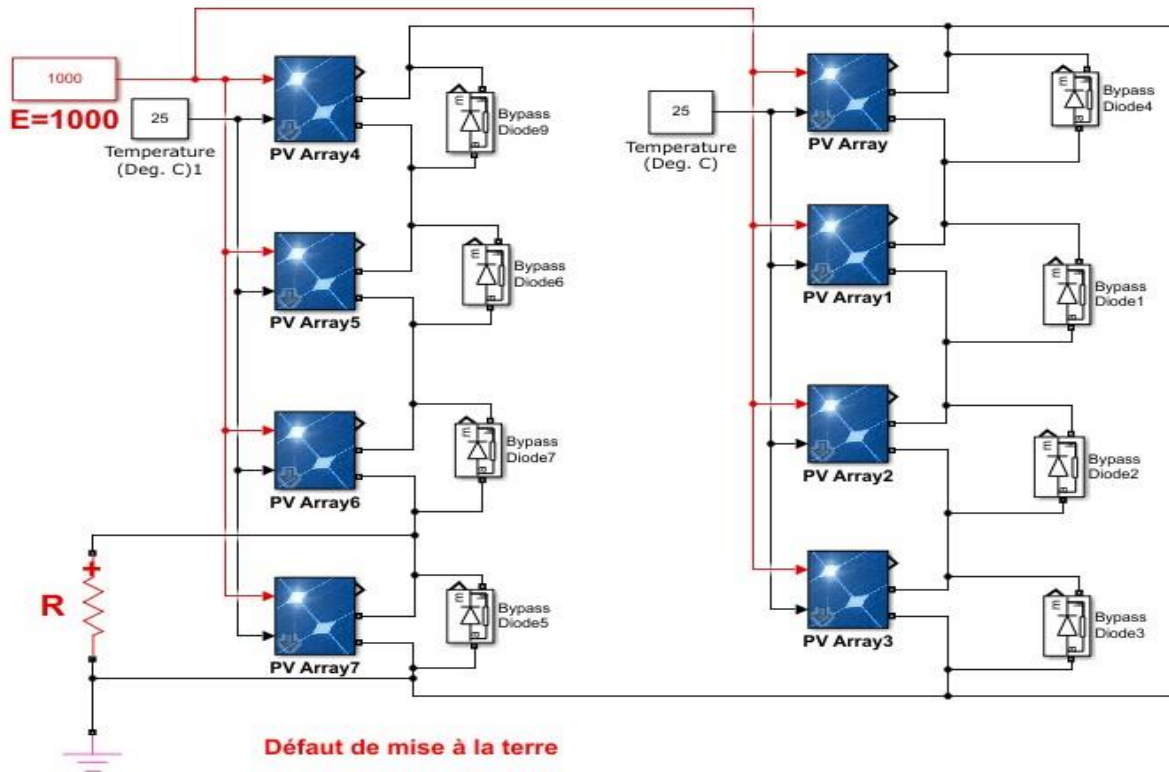 1000
E=1000
25
Temperature
(Deg. C)1
PV Array4
Bypass
Diode9
25
Temperature
(Deg. C)
PV Array
Bypass
Diode4
PV Array5
Bypass
Diode6
PV Array1
Bypass
Diode1
PV Array6
Bypass
Diode7
PV Array2
Bypass
Diode2
+
R
PV Array7
Bypass
Diode5
PV Array3
Bypass
Diode3
Défaut de mise à la terre